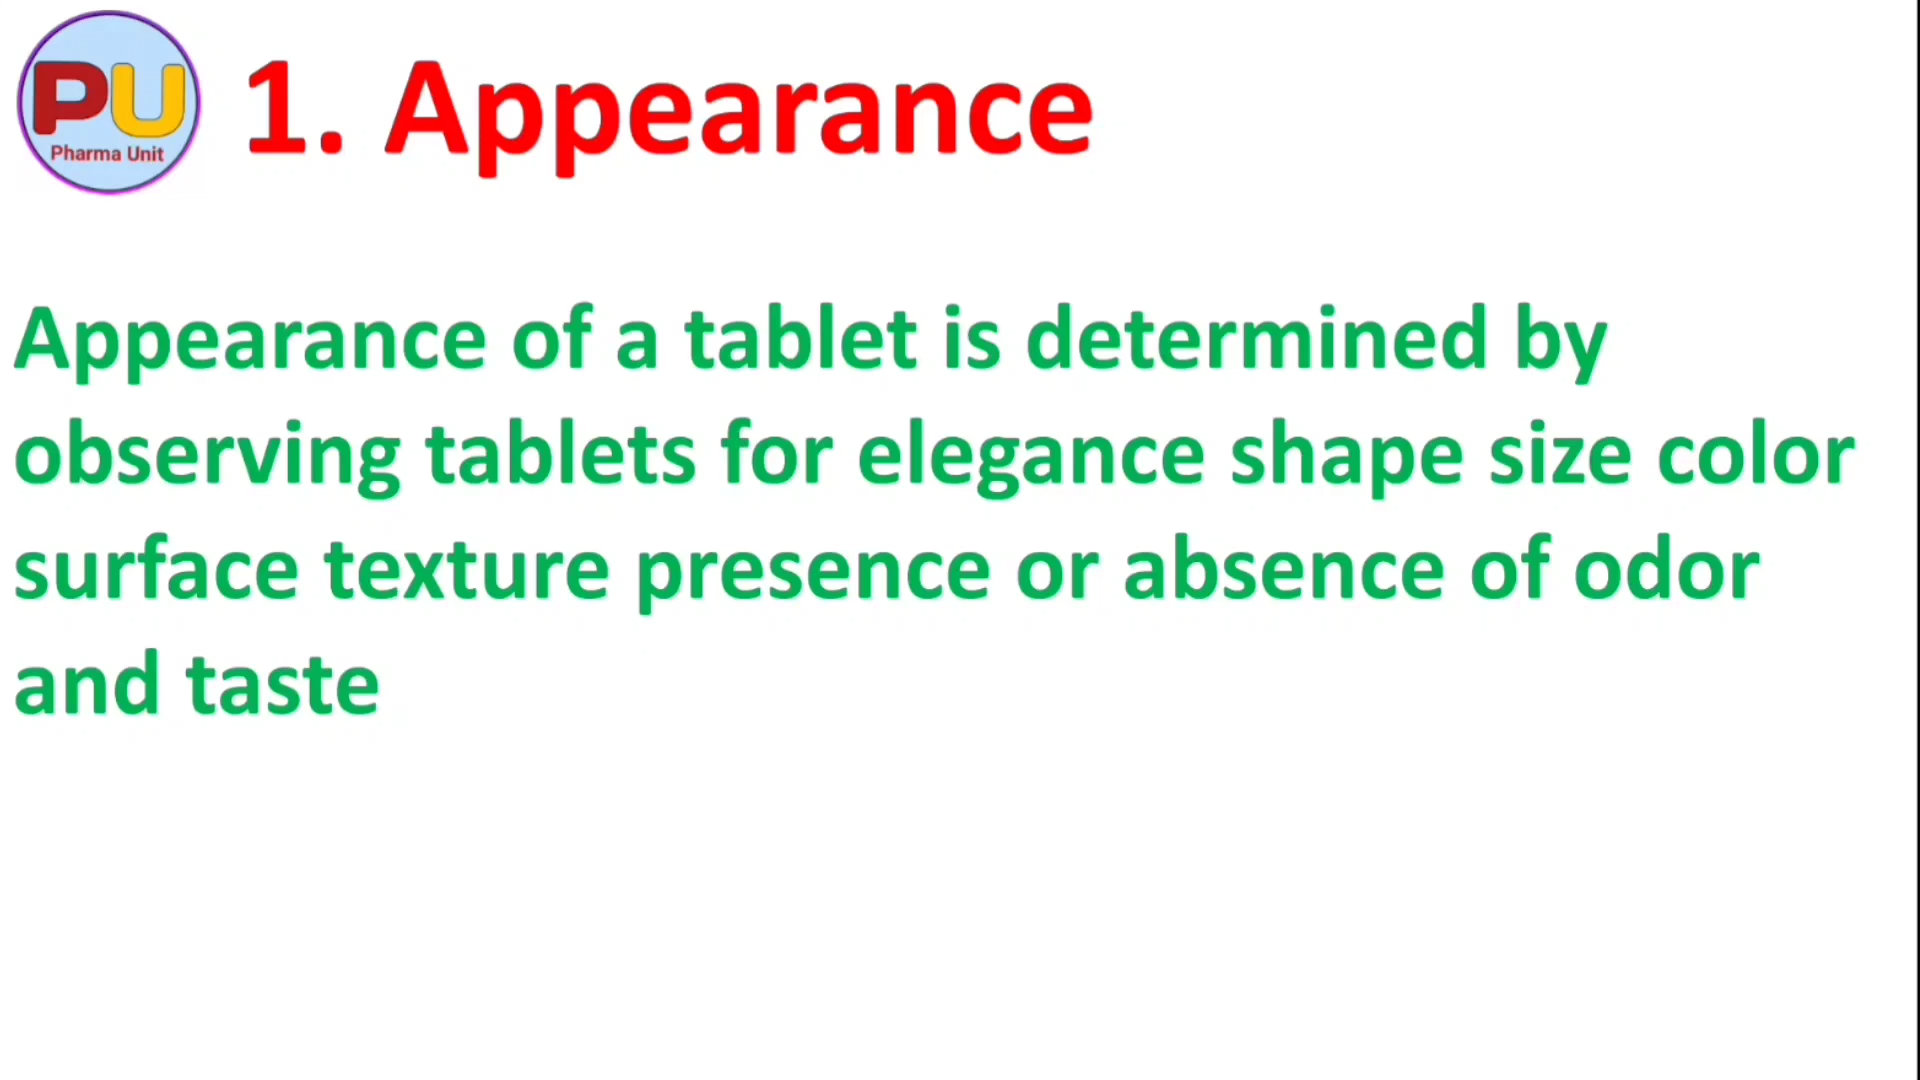 PU
Pharma Unit
1. Appearance
Appearance of a tablet is determined by
observing tablets for elegance shape size color
surface texture presence or absence of odor
and taste